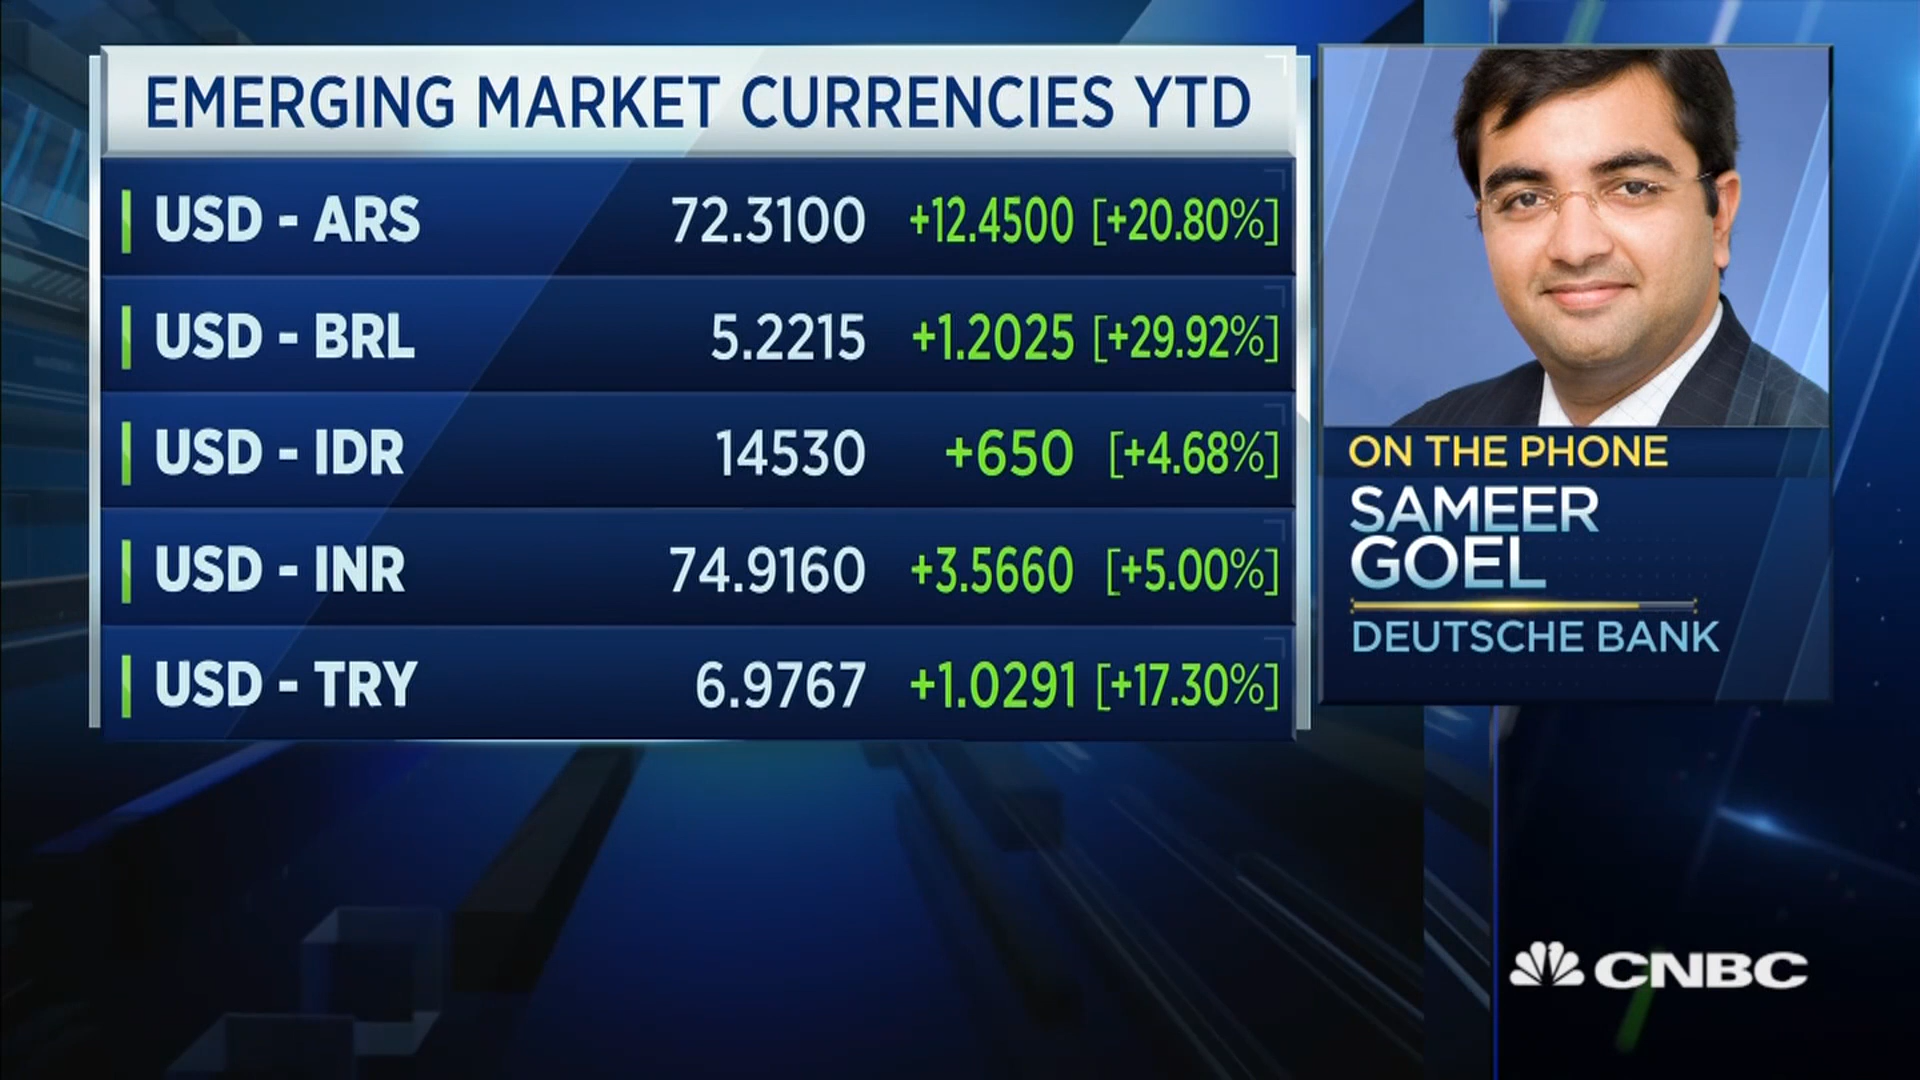 EMERGING MARKET CURRENCIES YTD
USD - ARS 72.3100 +12.4500 [+20.80%]
USD - BRL 5.2215 +1.2025 [+29.92%]
USD - IDR 14530 +650 [+4.68%]
USD - INR 74.9160 +3.5660 [+5.00%]
USD - TRY 6.9767 +1.0291 [+17.30%]
ON THE PHONE
SAMEER
GOEL
DEUTSCHE BANK
CNBC